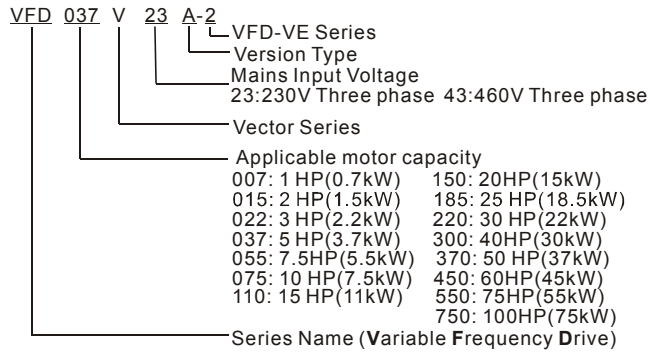 VFD 037 V 23 A-2
VFD-VE Series
Version Type
Mains Input Voltage
23:230V Three phase 43:460V Three phase
Vector Series
Applicable motor capacity
007: 1 HP(0.7kW) 150: 20HP(15kW)
015: 2 HP(1.5kW) 185: 25 HP(18.5kW)
022: 3 HP(2.2kW) 220: 30 HP(22kW)
037: 5 HP(3.7kW) 300: 40HP(30kW)
055: 7.5HP(5.5kW) 370: 50 HP(37kW)
075: 10 HP(7.5kW) 450: 60HP(45kW)
110: 15 HP(11kW) 550: 75HP(55kW)
750: 100HP(75kW)
Series Name (Variable Frequency Drive)